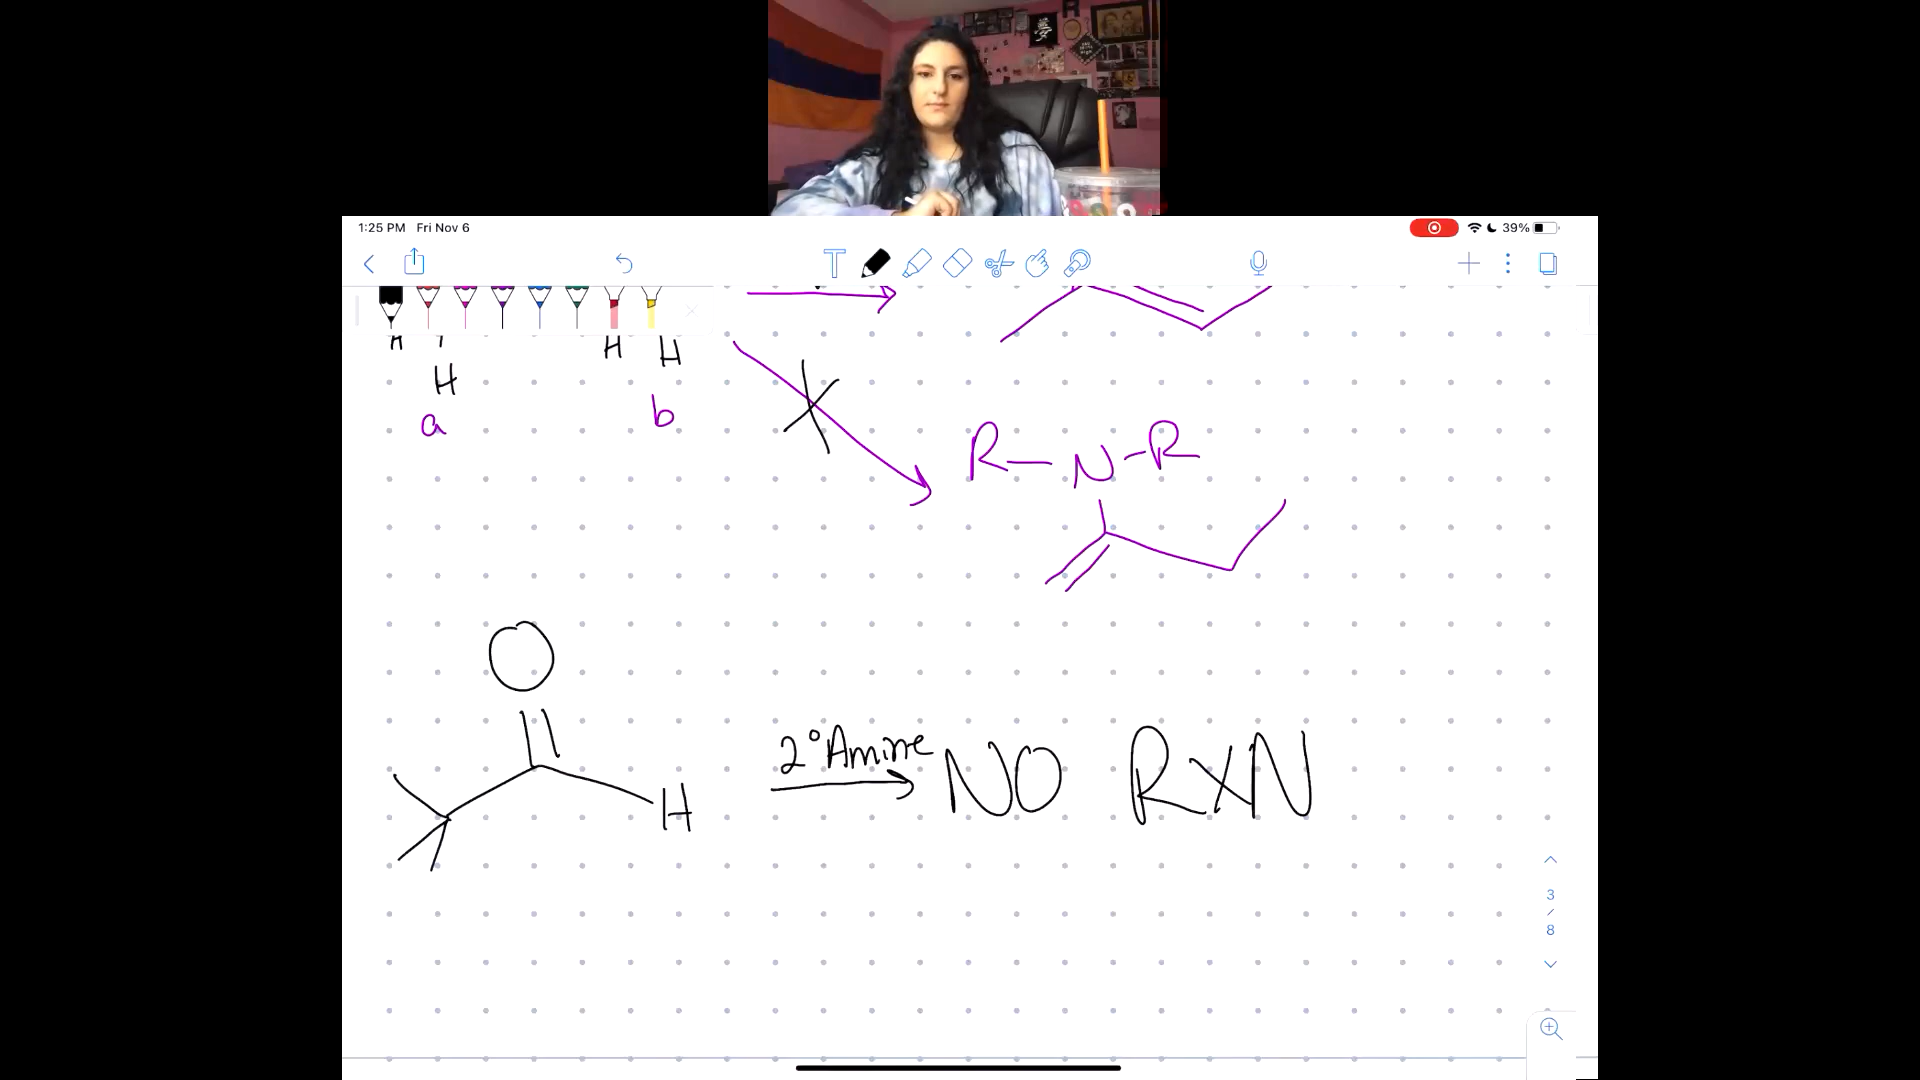 1:25 PM Fri Nov 6
39%
T
H
H
H
H
a
b
R N R
O
H
2° Amine
NO RXN
3
/
8